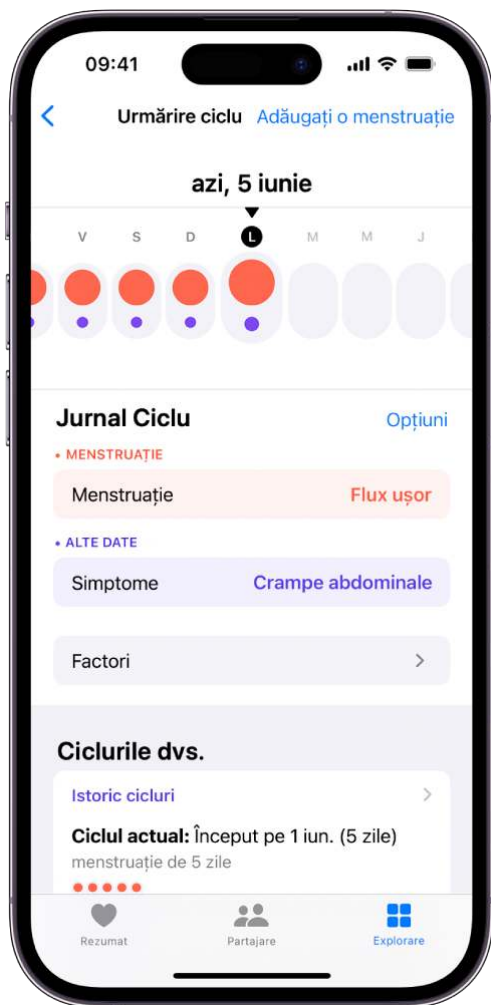 09:41
Urmărire ciclu Adăugați o menstruație
azi, 5 iunie
V S D L M M J
Jurnal Ciclu Opțiuni
• MENSTRUAȚIE
Menstruație Flux ușor
• ALTE DATE
Simptome Crampe abdominale
Factori
Ciclurile dvs.
Istoric cicluri
Ciclul actual: Început pe 1 iun. (5 zile)
menstruație de 5 zile
Rezumat Partajare Explorare